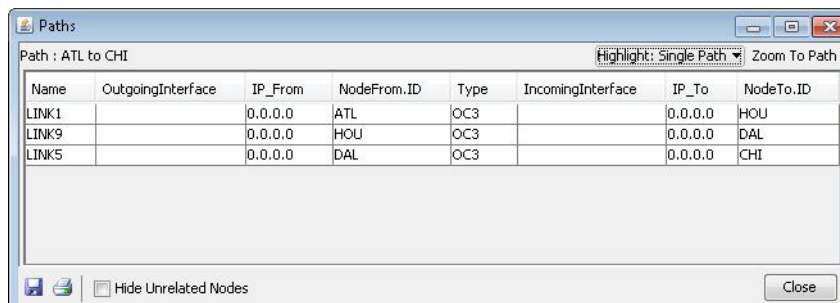 Paths
Path : ATL to CHI Highlight: Single Path Zoom To Path
Name OutgoingInterface IP_From NodeFrom.ID Type IncomingInterface IP_To NodeTo.ID
LINK1 0.0.0.0 ATL OC3 0.0.0.0 HOU
LINK9 0.0.0.0 HOU OC3 0.0.0.0 DAL
LINK5 0.0.0.0 DAL OC3 0.0.0.0 CHI
Hide Unrelated Nodes Close